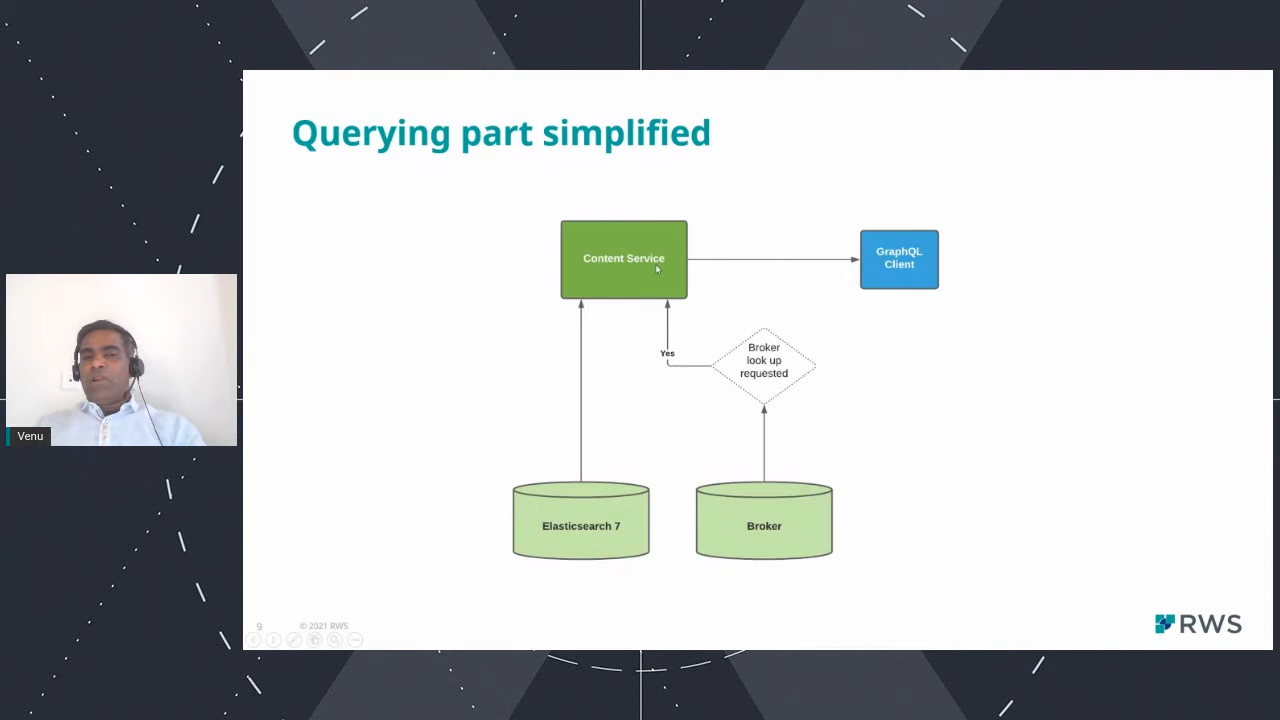 Querying part simplified
Content Service
GraphQL
Client
Yes
Broker
look up
requested
Venu
Elasticsearch 7
Broker
9
© 2021 RWS
RWS